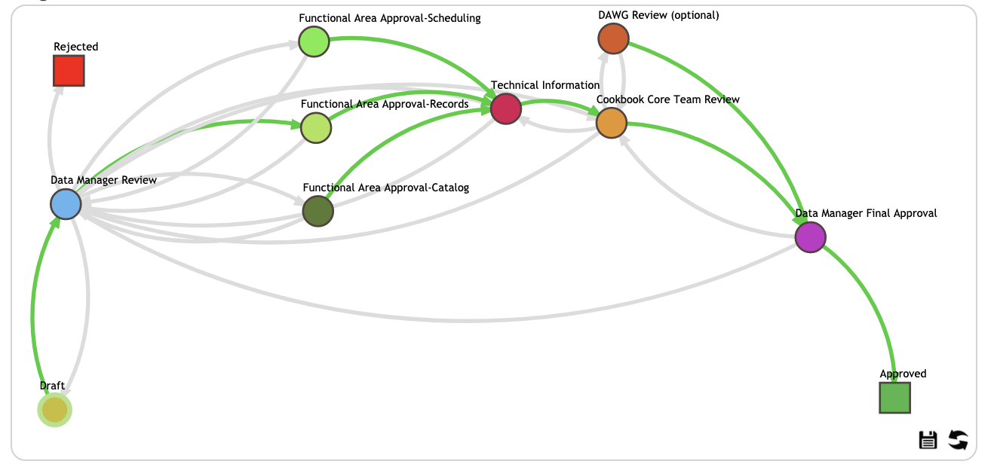 Functional Area Approval-Scheduling
DAWG Review (optional)
Rejected
Technical Information
Cookbook Core Team Review
Functional Area Approval-Records
Data Manager Review
Functional Area Approval-Catalog
Data Manager Final Approval
Approved
Draft